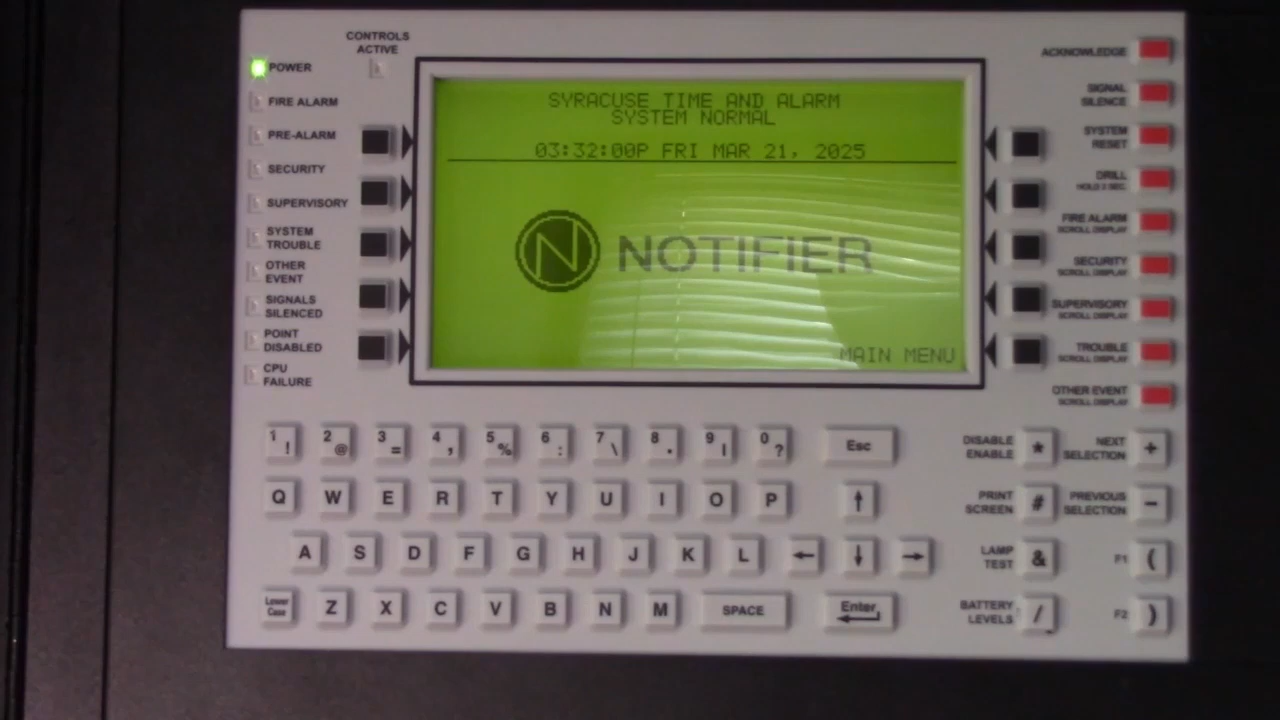 CONTROLS
ACTIVE
POWER
FIRE ALARM
PRE-ALARM
SECURITY
SUPERVISORY
SYSTEM
TROUBLE
OTHER
EVENT
SIGNALS
SILENCED
POINT
DISABLED
CPU
FAILURE
SYRACUSE TIME AND ALARM
SYSTEM NORMAL
03:32:00P FRI MAR 21, 2025
N NOTIFIER
MAIN MENU
ACKNOWLEDGE
SIGNAL
SILENCE
SYSTEM
RESET
DRILL
HOLD 2 SEC.
FIRE ALARM
SCROLL DISPLAY
SECURITY
SCROLL DISPLAY
SUPERVISORY
SCROLL DISPLAY
TROUBLE
SCROLL DISPLAY
OTHER EVENT
SCROLL DISPLAY
1 ! 2 @ 3 = 4 , 5 % 6 : 7 \ 8 . 9 | 0 ? Esc
Q W E R T Y U I O P ↑
A S D F G H J K L ← ↓ →
Lower
Case Z X C V B N M SPACE Enter
DISABLE
ENABLE *
NEXT
SELECTION +
PRINT
SCREEN #
PREVIOUS
SELECTION −
LAMP
TEST &
F1 (
BATTERY
LEVELS /
F2 )